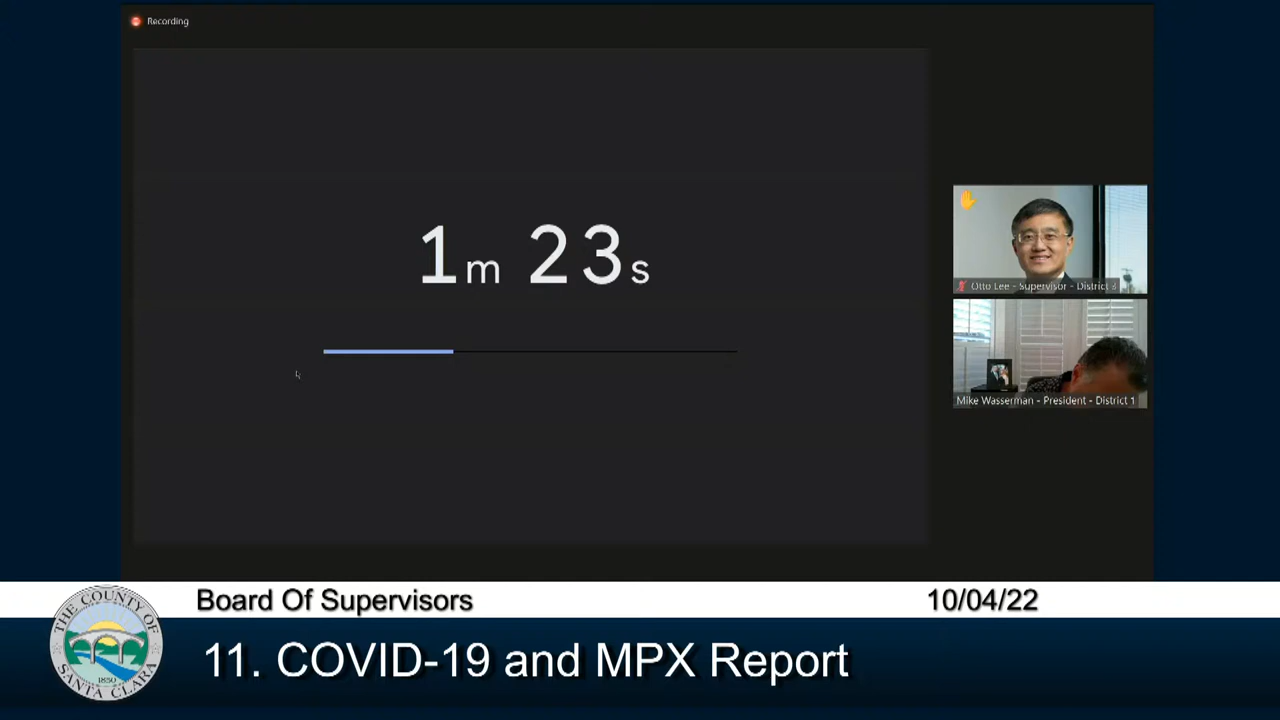 Recording
1m 23s
Otto Lee - Supervisor - District 3
Mike Wasserman - President - District 1
Board Of Supervisors
10/04/22
THE COUNTY OF
SANTA CLARA
1850
11. COVID-19 and MPX Report